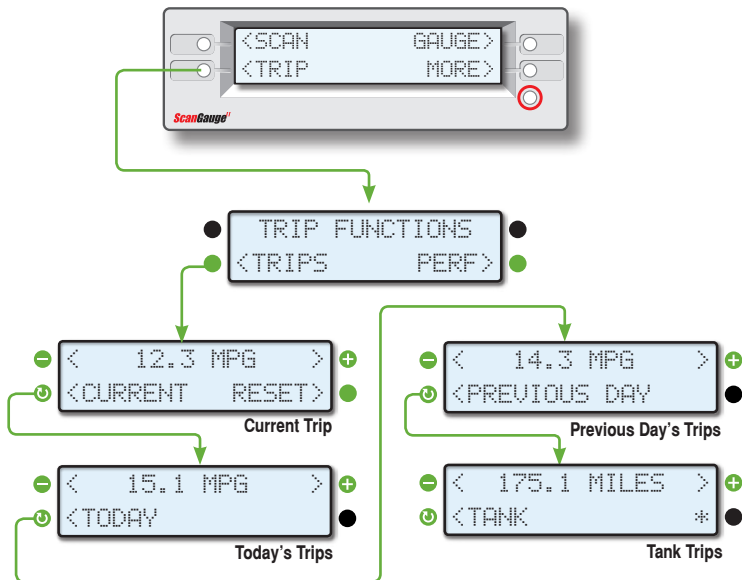 <SCAN GAUGE>
<TRIP MORE>
ScanGauge II
TRIP FUNCTIONS
<TRIPS PERF>
< 12.3 MPG >
<CURRENT RESET>
Current Trip
< 15.1 MPG >
<TODAY
Today's Trips
< 14.3 MPG >
<PREVIOUS DAY
Previous Day's Trips
< 175.1 MILES >
<TANK *
Tank Trips